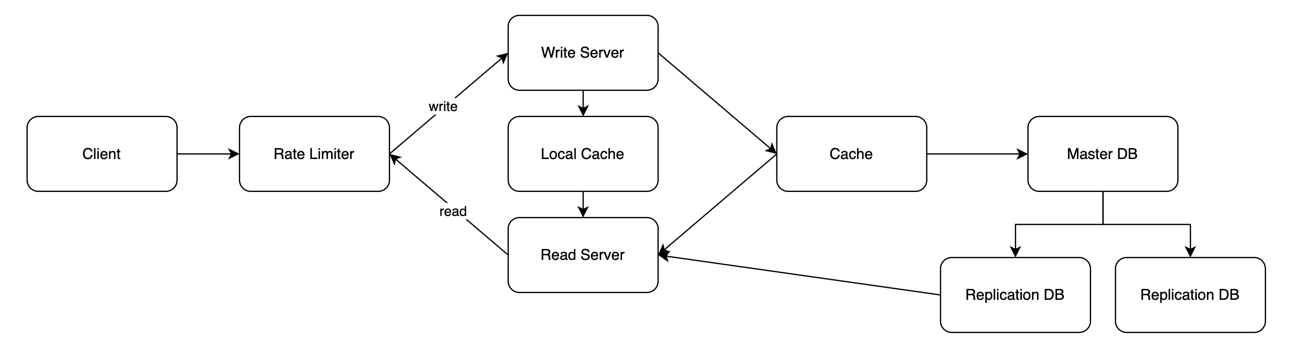 Write Server
write
Client
Rate Limiter
Local Cache
Cache
Master DB
read
Read Server
Replication DB
Replication DB